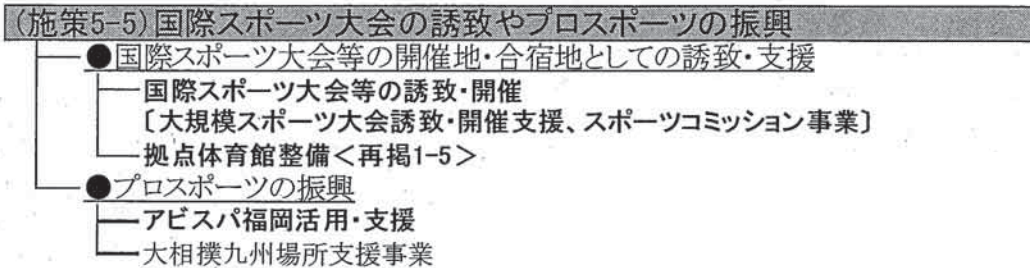 (施策5-5)国際スポーツ大会の誘致やプロスポーツの振興
●国際スポーツ大会等の開催地・合宿地としての誘致・支援
国際スポーツ大会等の誘致・開催
〔大規模スポーツ大会誘致・開催支援、スポーツコミッション事業〕
拠点体育館整備<再掲1-5>
●プロスポーツの振興
アビスパ福岡活用・支援
大相撲九州場所支援事業